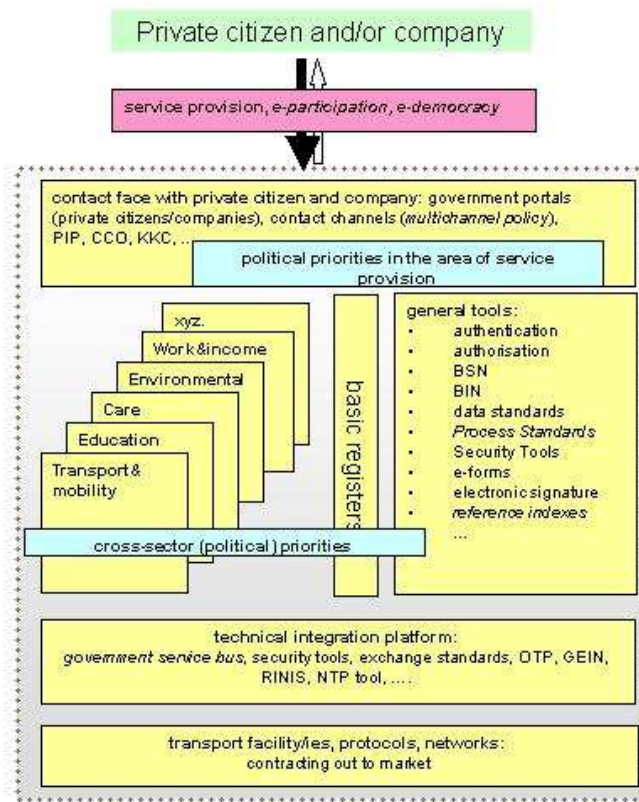 Private citizen and/or company
service provision, e-participation, e-democracy
contact face with private citizen and company: government portals
(private citizens/companies), contact channels (multichannel policy),
PIP, CCO, KKC, ...
political priorities in the area of service
provision
xyz.
Work&income
Environmental
Care
Education
Transport&
mobility
basic registers
general tools:
• authentication
• authorisation
• BSN
• BIN
• data standards
• Process Standards
• Security Tools
• e-forms
• electronic signature
• reference indexes
...
cross-sector (political) priorities
technical integration platform:
government service bus, security tools, exchange standards, OTP, GEIN,
RINIS, NTP tool, ....
transport facility/ies, protocols, networks:
contracting out to market